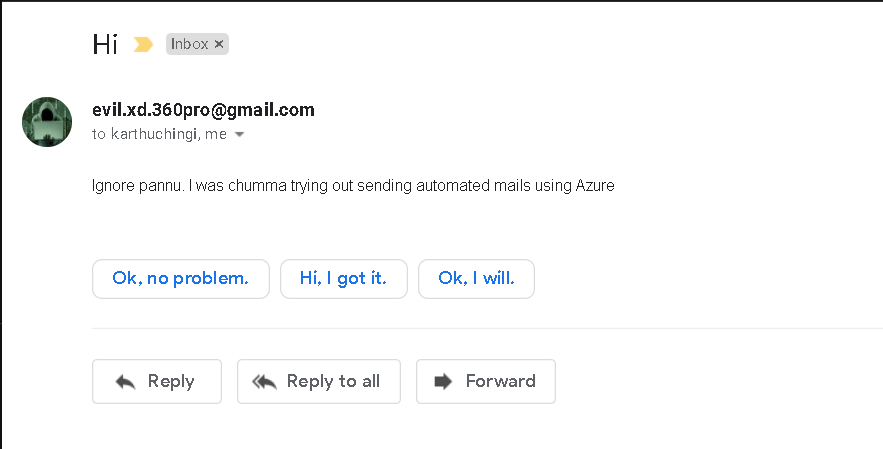 Hi Inbox ×
evil.xd.360pro@gmail.com
to karthuchingi, me
Ignore pannu. I was chumma trying out sending automated mails using Azure
Ok, no problem. Hi, I got it. Ok, I will.
Reply Reply to all Forward